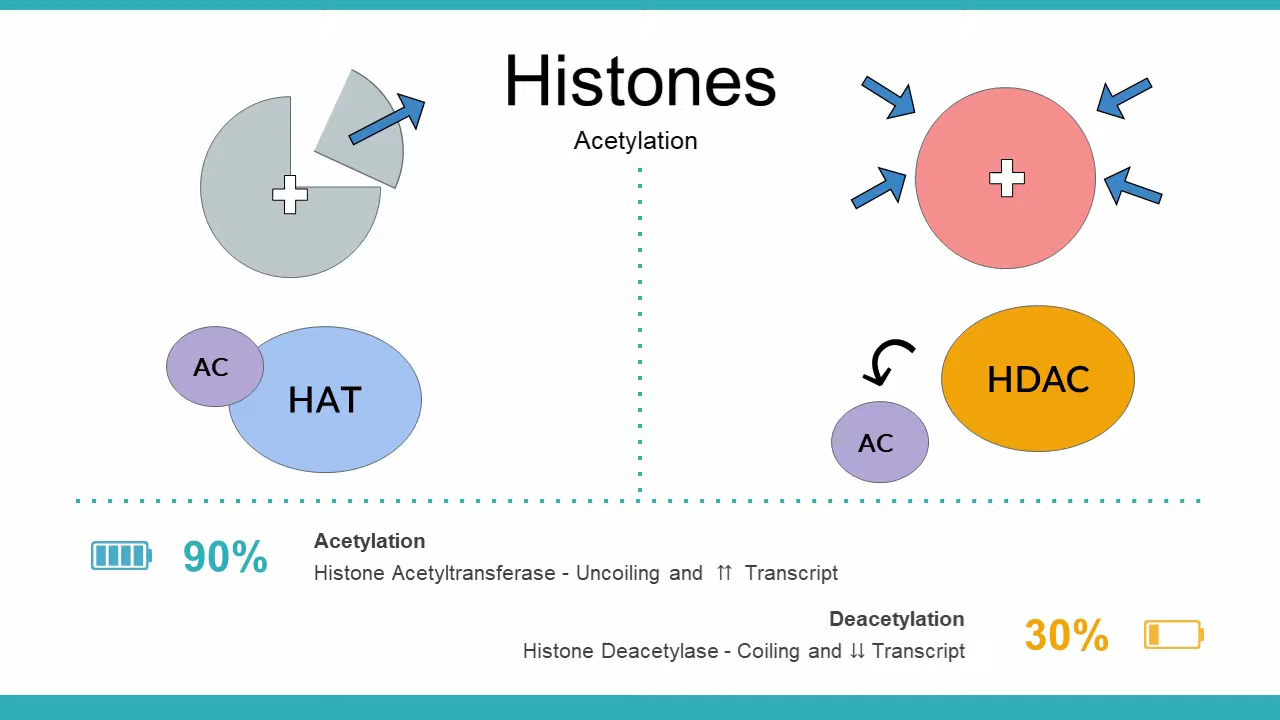 Histones
Acetylation
AC
HAT
HDAC
AC
90%
Acetylation
Histone Acetyltransferase - Uncoiling and ⇈ Transcript
Deacetylation
Histone Deacetylase - Coiling and ⇊ Transcript
30%